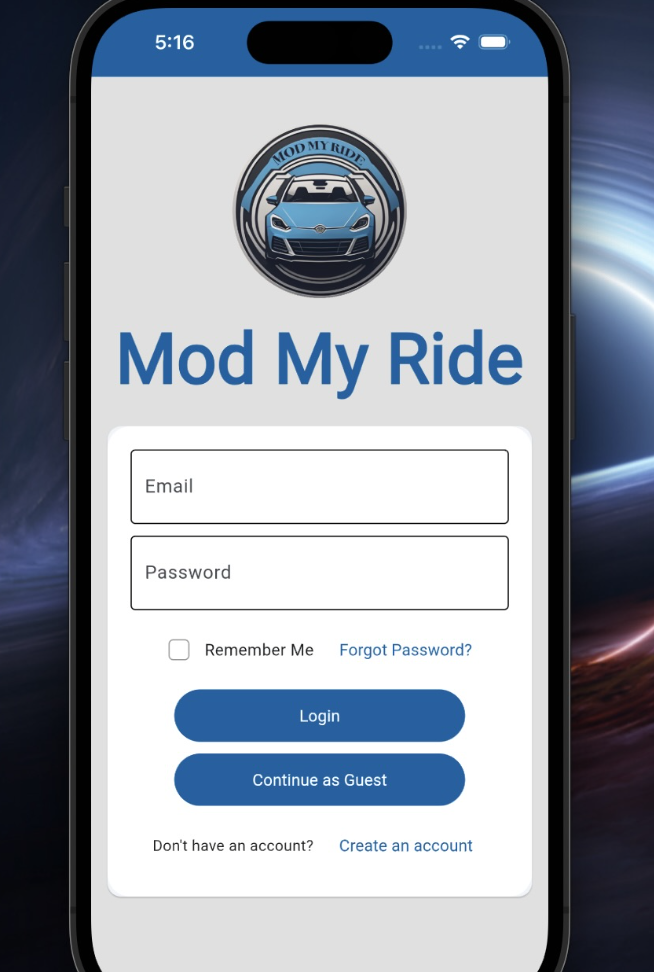 5:16
MOD MY RIDE
Mod My Ride
Email
Password
Remember Me Forgot Password?
Login
Continue as Guest
Don't have an account? Create an account